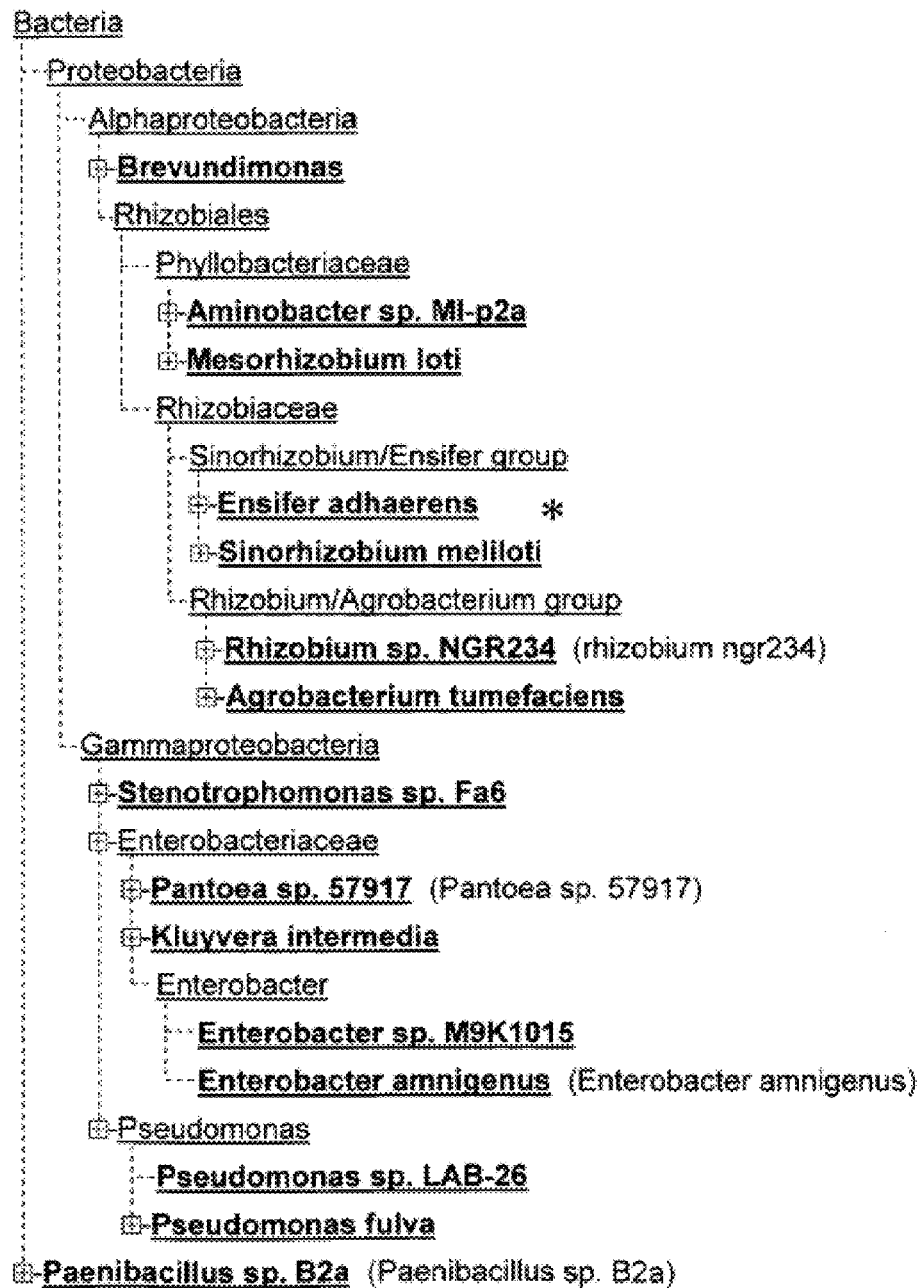 Bacteria
Proteobacteria
Alphaproteobacteria
Brevundimonas
Rhizobiales
Phyllobacteriaceae
Aminobacter sp. MI-p2a
Mesorhizobium loti
Rhizobiaceae
Sinorhizobium/Ensifer group
Ensifer adhaerens *
Sinorhizobium meliloti
Rhizobium/Agrobacterium group
Rhizobium sp. NGR234 (rhizobium ngr234)
Agrobacterium tumefaciens
Gammaproteobacteria
Stenotrophomonas sp. Fa6
Enterobacteriaceae
Pantoea sp. 57917 (Pantoea sp. 57917)
Kluyvera intermedia
Enterobacter
Enterobacter sp. M9K1015
Enterobacter amnigenus (Enterobacter amnigenus)
Pseudomonas
Pseudomonas sp. LAB-26
Pseudomonas fulva
Paenibacillus sp. B2a (Paenibacillus sp. B2a)